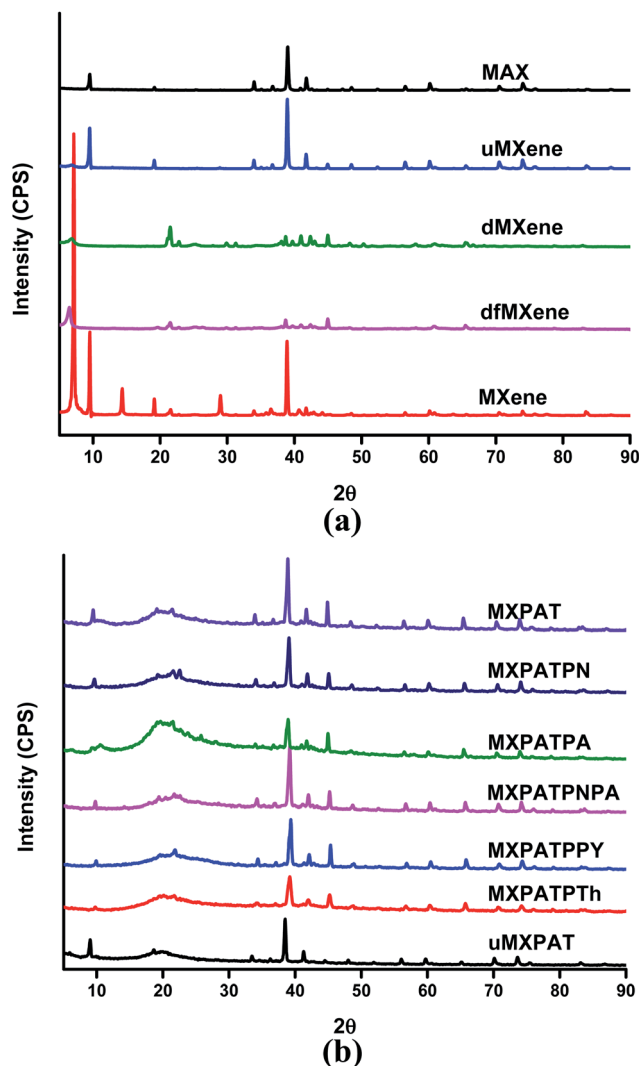 MAX
uMXene
dMXene
dfMXene
MXene
Intensity (CPS)
10 20 30 40 50 60 70 80 90
2θ
(a)
MXPAT
MXPATPN
MXPATPA
MXPATPNPA
MXPATPPY
MXPATPTh
uMXPAT
Intensity (CPS)
10 20 30 40 50 60 70 80 90
2θ
(b)